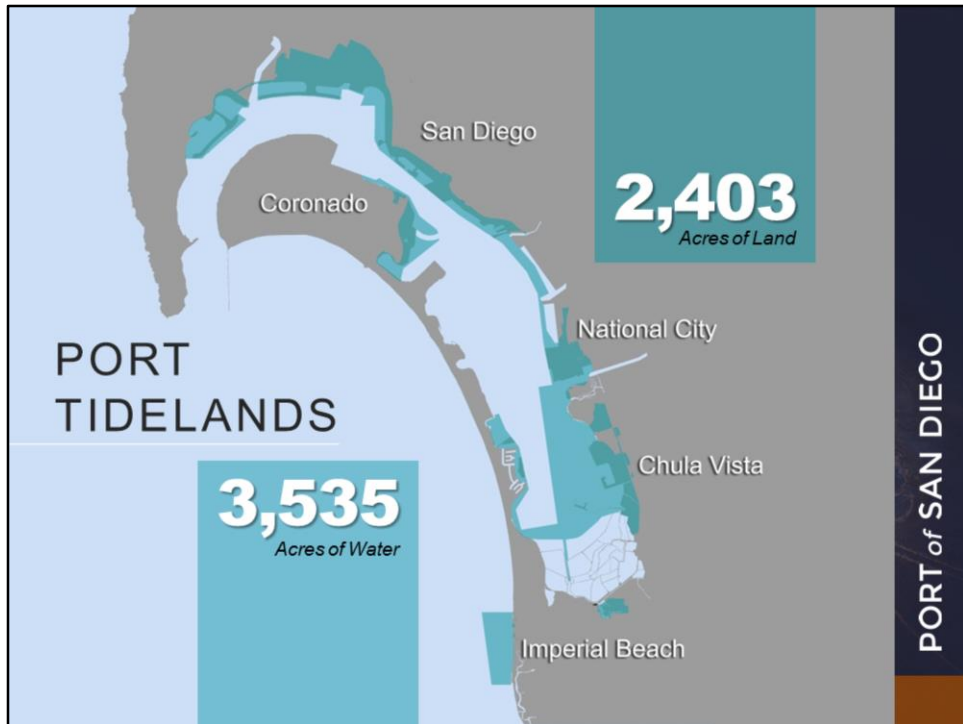 San Diego
2,403
Acres of Land
Coronado
National City
PORT
TIDELANDS
Chula Vista
3,535
Acres of Water
Imperial Beach
PORT of SAN DIEGO